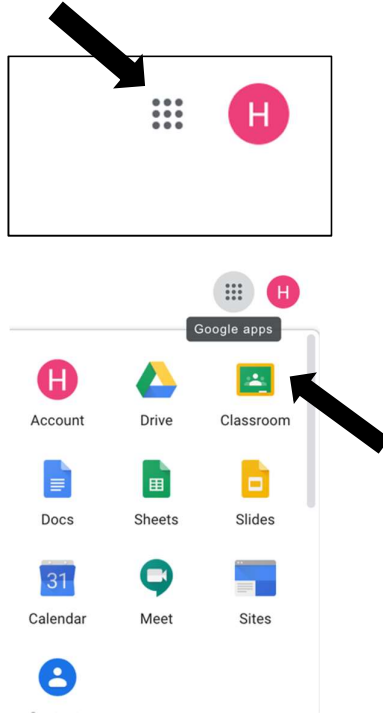 H
H
Google apps
H
Account Drive Classroom
Docs Sheets Slides
31
Calendar Meet Sites